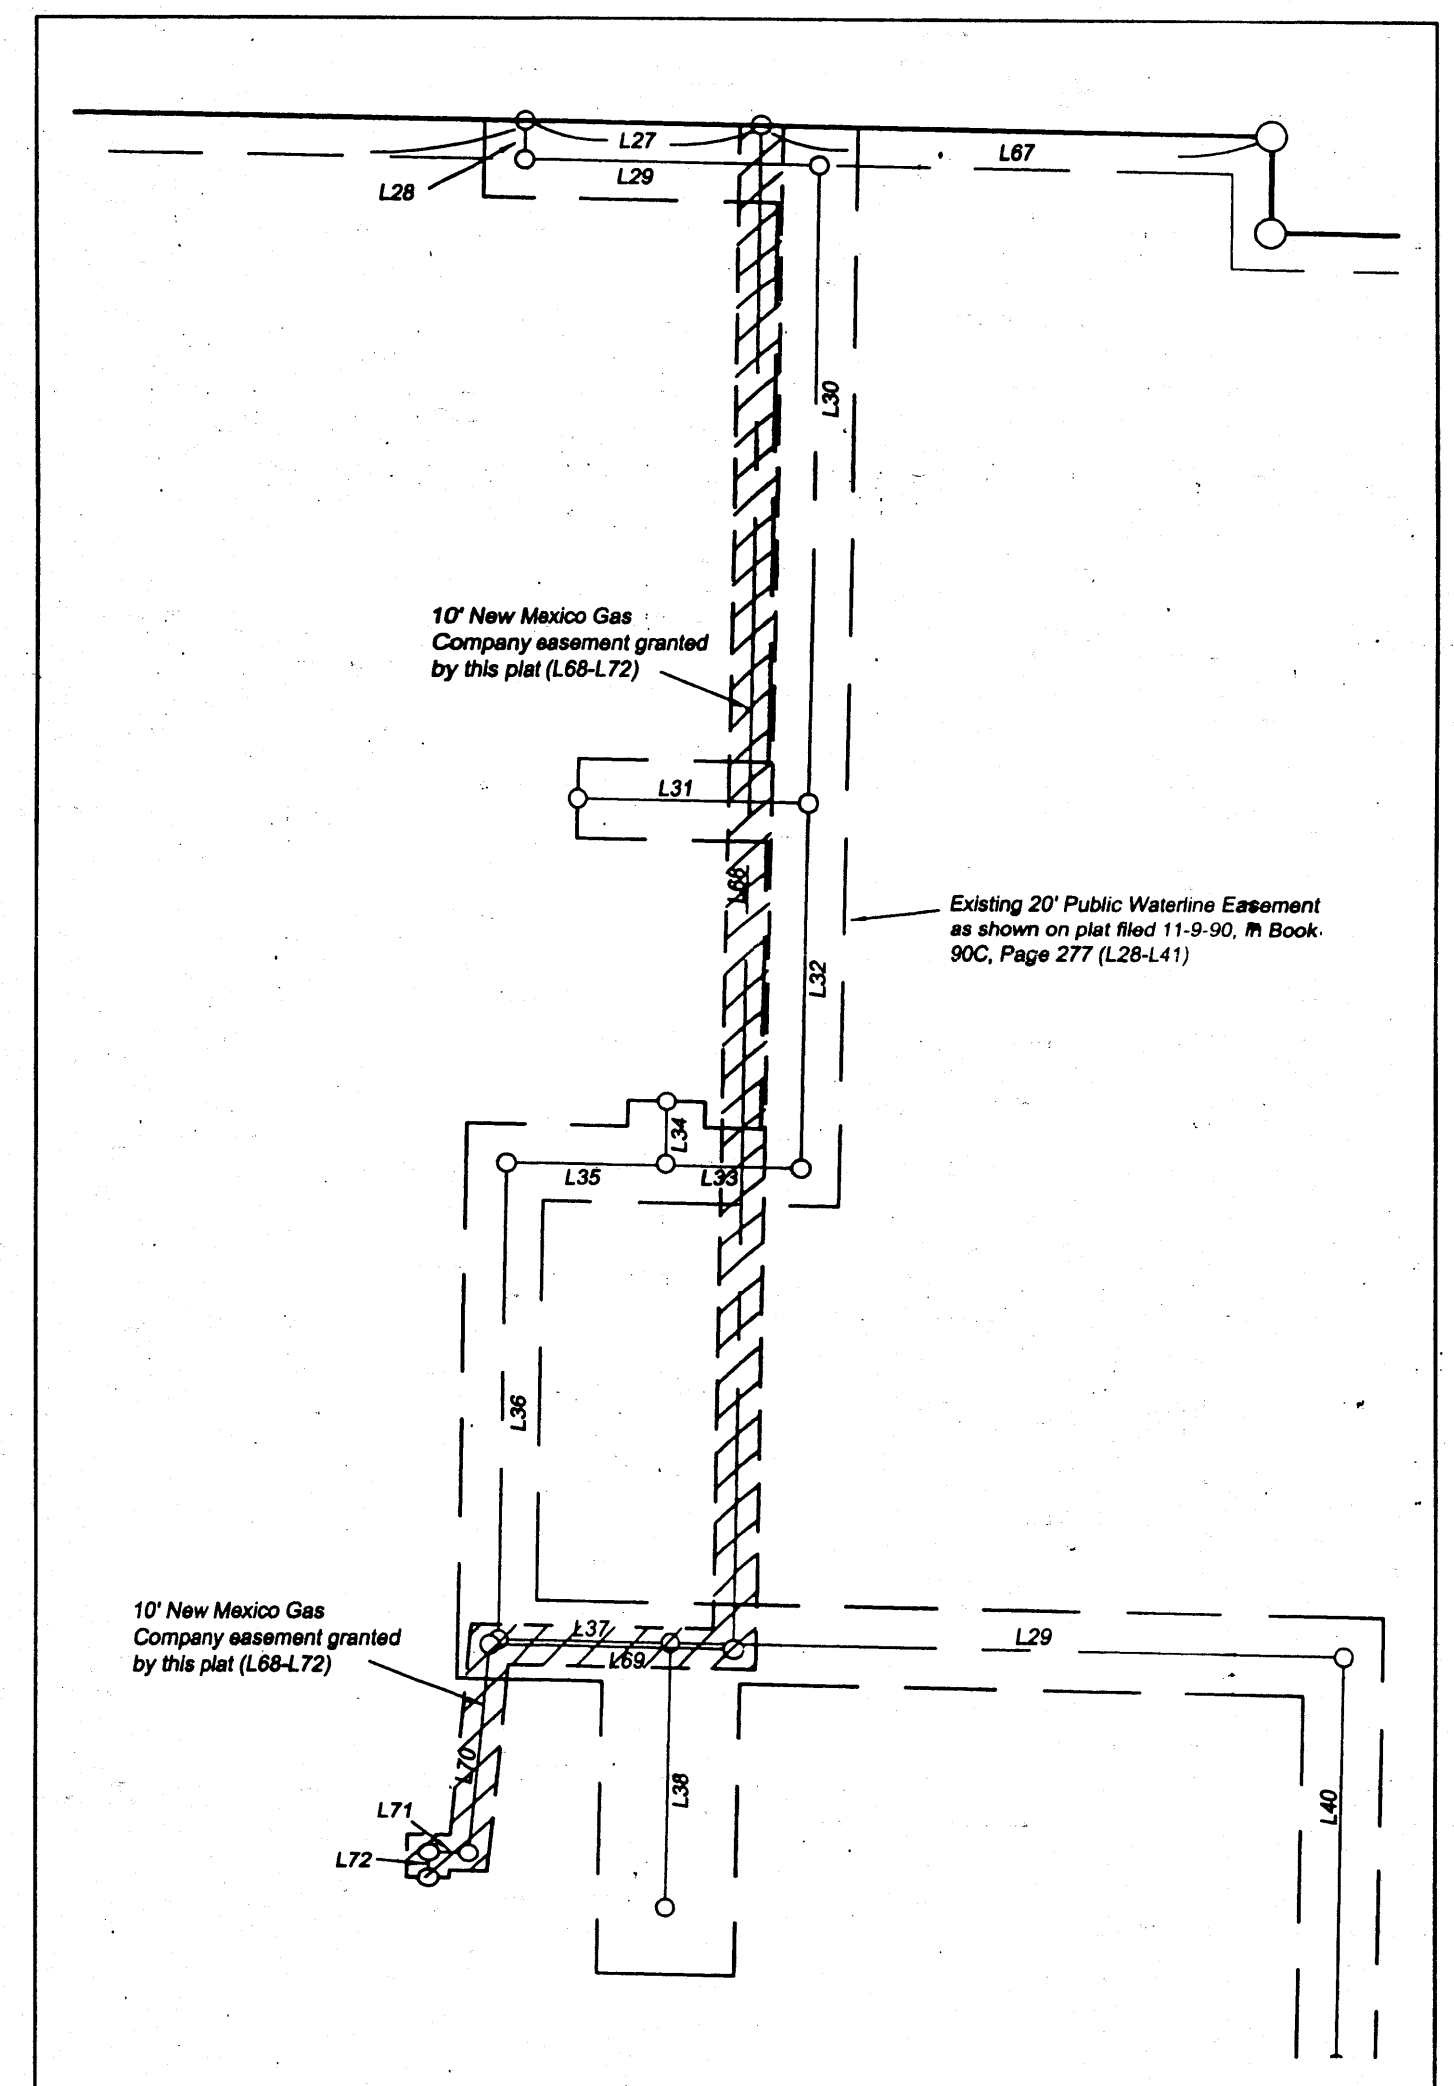 L27
L67
L28
L29
L30
10' New Mexico Gas
Company easement granted
by this plat (L68-L72)
L31
L68
Existing 20' Public Waterline Easement
as shown on plat filed 11-9-90, in Book
90C, Page 277 (L28-L41)
L32
L34
L35
L33
L36
10' New Mexico Gas
Company easement granted
by this plat (L68-L72)
L37
L69
L29
L70
L38
L40
L71
L72